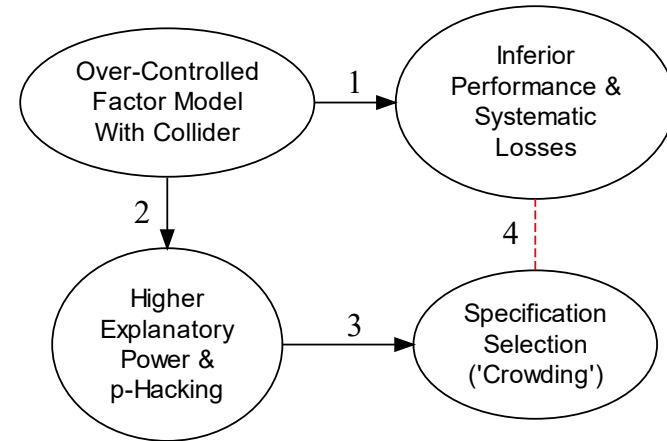 Over-Controlled
Factor Model
With Collider
1
Inferior
Performance &
Systematic
Losses
2
4
Higher
Explanatory
Power &
p-Hacking
3
Specification
Selection
('Crowding')